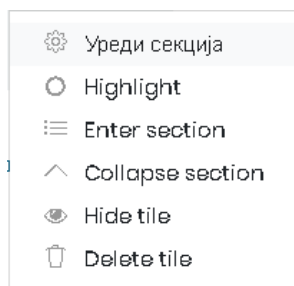 Уреди секција
Highlight
Enter section
Collapse section
Hide tile
Delete tile